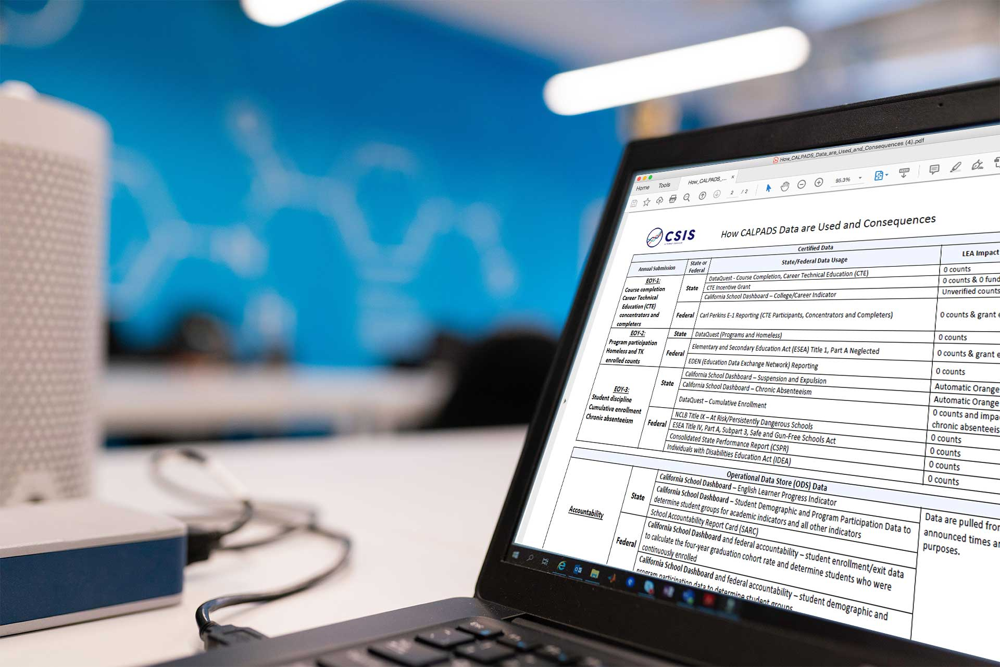 How_CALPADS_Data_are_Used_and_Consequences (4).pdf
Home Tools How_CALPADS_... ×
2 / 2 95.3%
CSIS How CALPADS Data are Used and Consequences
Certified Data
Annual Submission
State or
Federal
State/Federal Data Usage
LEA Impact
EOY-1:
Course completion
Career Technical
Education (CTE)
concentrators and
completers
State
DataQuest - Course Completion, Career Technical Education (CTE)
0 counts
CTE Incentive Grant
0 counts & 0 fund
California School Dashboard – College/Career Indicator
Unverified counts
Federal
Carl Perkins E-1 Reporting (CTE Participants, Concentrators and Completers)
0 counts & grant e
EOY-2:
Program participation
Homeless and TK
enrolled counts
State
DataQuest (Programs and Homeless)
0 counts
Federal
Elementary and Secondary Education Act (ESEA) Title 1, Part A Neglected
0 counts & grant e
EDEN (Education Data Exchange Network) Reporting
0 counts
EOY-3:
Student discipline
Cumulative enrollment
Chronic absenteeism
State
California School Dashboard – Suspension and Expulsion
Automatic Orange
California School Dashboard – Chronic Absenteeism
Automatic Orange
DataQuest – Cumulative Enrollment
0 counts and impa
chronic absenteeis
Federal
NCLB Title IX – At Risk/Persistently Dangerous Schools
0 counts
ESEA Title IV, Part A, Subpart 3, Safe and Gun-Free Schools Act
0 counts
Consolidated State Performance Report (CSPR)
0 counts
Individuals with Disabilities Education Act (IDEA)
0 counts
Operational Data Store (ODS) Data
Accountability
State
California School Dashboard – English Learner Progress Indicator
California School Dashboard – Student Demographic and Program Participation Data to
determine student groups for academic indicators and all other indicators
School Accountability Report Card (SARC)
Federal
California School Dashboard and federal accountability – student enrollment/exit data
to calculate the four-year graduation cohort rate and determine students who were
continuously enrolled
California School Dashboard and federal accountability – student demographic and
program participation data to determine student groups
Data are pulled from
announced times an
purposes.